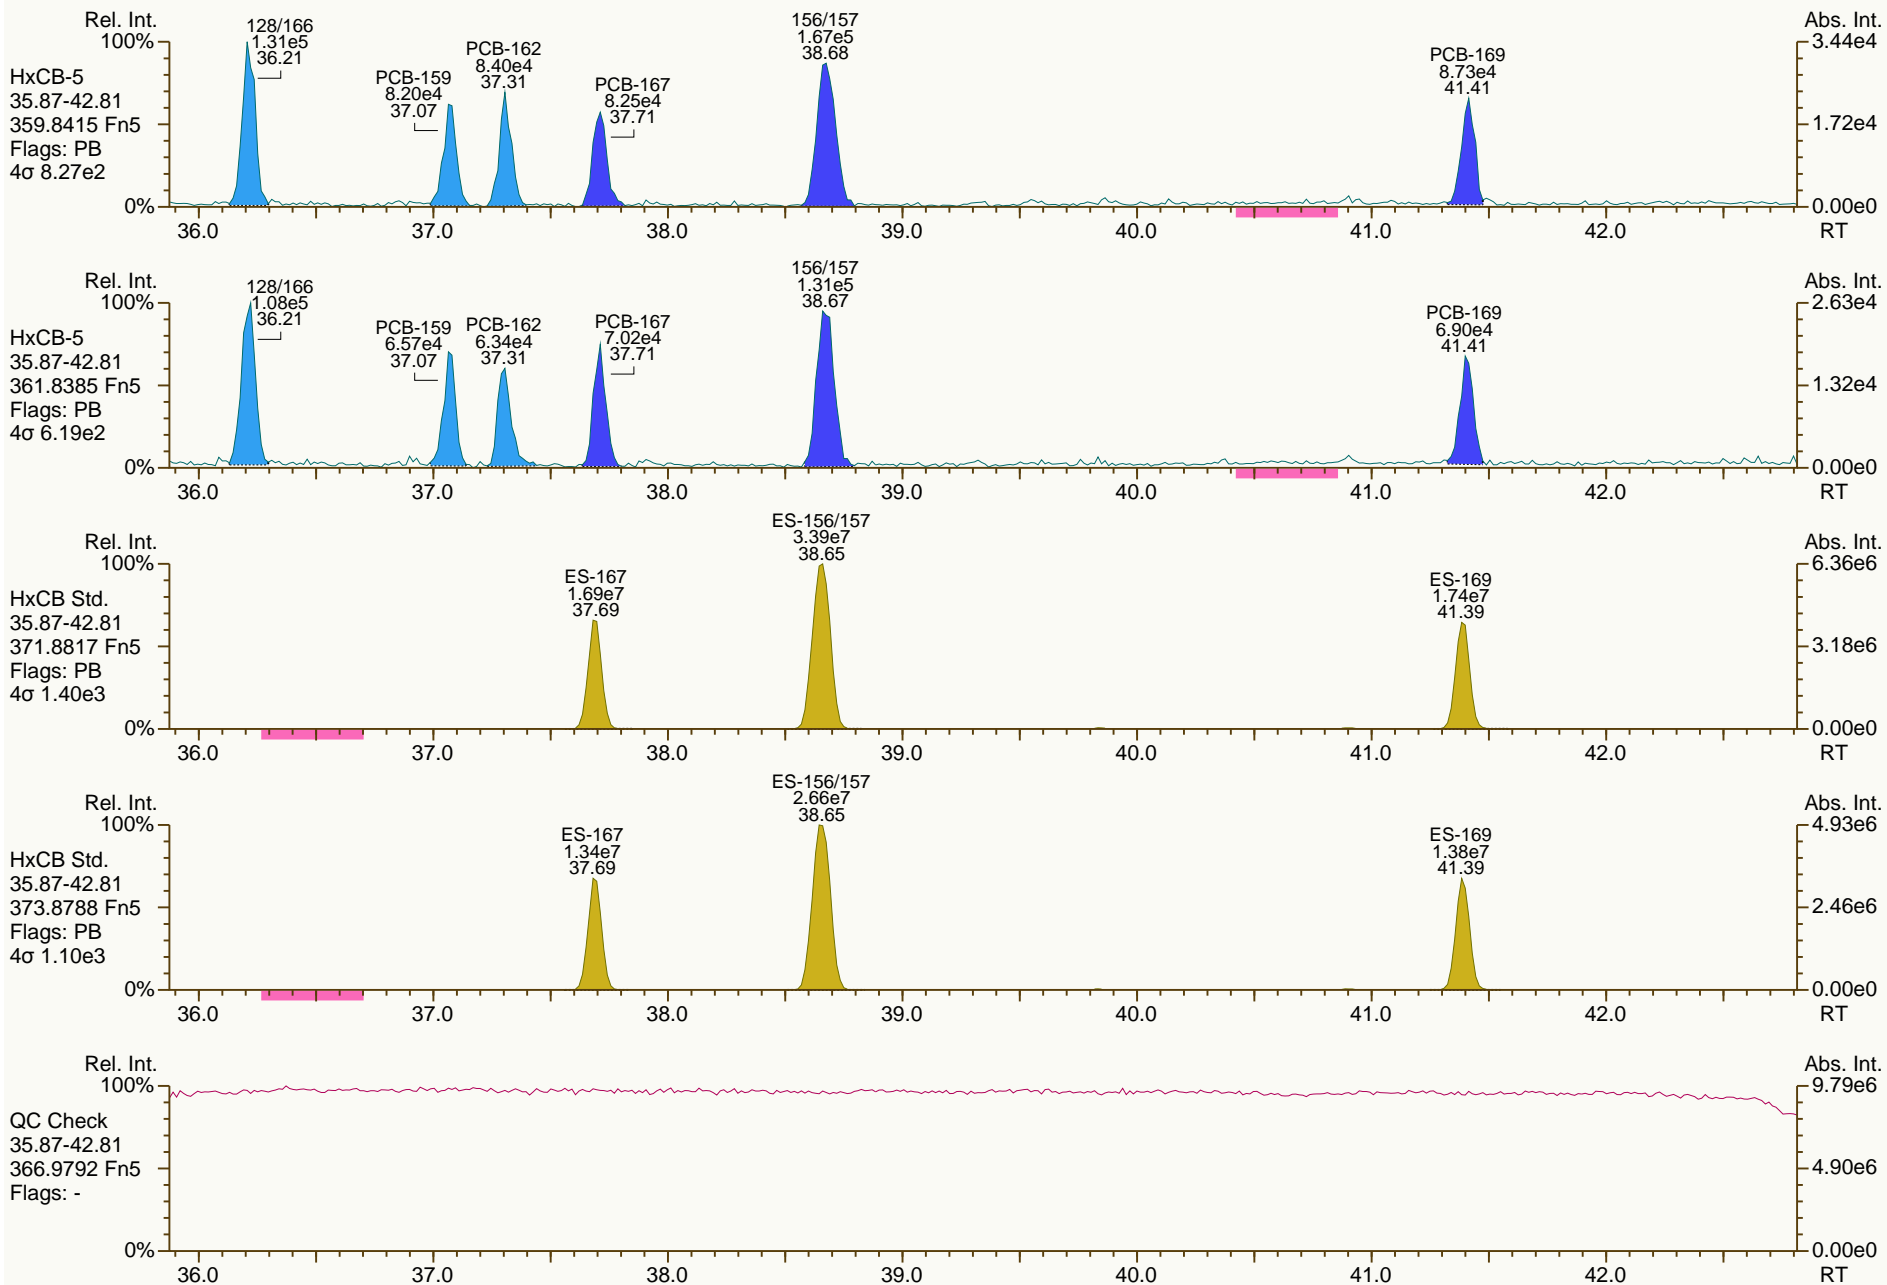 Rel. Int.
100%
0%
HxCB-5
35.87-42.81
359.8415 Fn5
Flags: PB
4σ 8.27e2
128/166
1.31e5
36.21
PCB-159
8.20e4
37.07
PCB-162
8.40e4
37.31
PCB-167
8.25e4
37.71
156/157
1.67e5
38.68
PCB-169
8.73e4
41.41
Abs. Int.
3.44e4
1.72e4
0.00e0
36.0 37.0 38.0 39.0 40.0 41.0 42.0 RT
Rel. Int.
100%
0%
HxCB-5
35.87-42.81
361.8385 Fn5
Flags: PB
4σ 6.19e2
128/166
1.08e5
36.21
PCB-159
6.57e4
37.07
PCB-162
6.34e4
37.31
PCB-167
7.02e4
37.71
156/157
1.31e5
38.67
PCB-169
6.90e4
41.41
Abs. Int.
2.63e4
1.32e4
0.00e0
36.0 37.0 38.0 39.0 40.0 41.0 42.0 RT
Rel. Int.
100%
0%
HxCB Std.
35.87-42.81
371.8817 Fn5
Flags: PB
4σ 1.40e3
ES-167
1.69e7
37.69
ES-156/157
3.39e7
38.65
ES-169
1.74e7
41.39
Abs. Int.
6.36e6
3.18e6
0.00e0
36.0 37.0 38.0 39.0 40.0 41.0 42.0 RT
Rel. Int.
100%
0%
HxCB Std.
35.87-42.81
373.8788 Fn5
Flags: PB
4σ 1.10e3
ES-167
1.34e7
37.69
ES-156/157
2.66e7
38.65
ES-169
1.38e7
41.39
Abs. Int.
4.93e6
2.46e6
0.00e0
36.0 37.0 38.0 39.0 40.0 41.0 42.0 RT
Rel. Int.
100%
0%
QC Check
35.87-42.81
366.9792 Fn5
Flags: -
Abs. Int.
9.79e6
4.90e6
0.00e0
36.0 37.0 38.0 39.0 40.0 41.0 42.0 RT